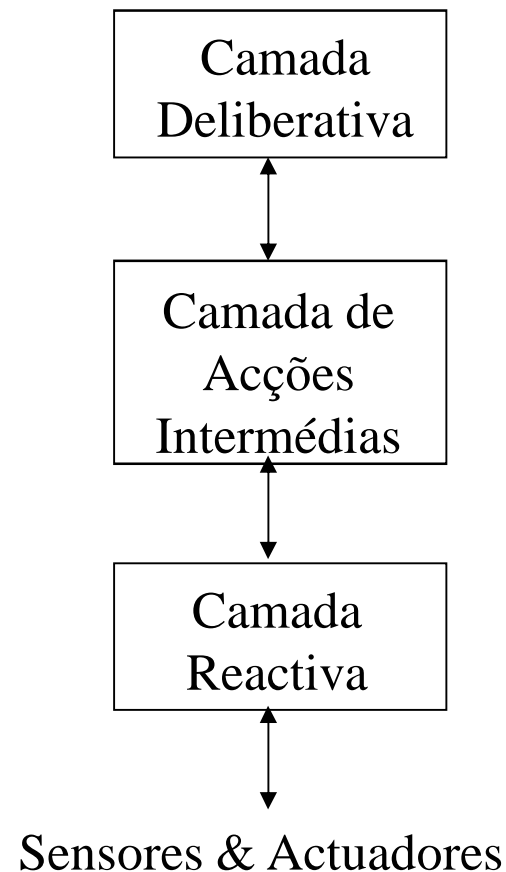 Camada
Deliberativa
Camada de
Acções
Intermédias
Camada
Reactiva
Sensores & Actuadores